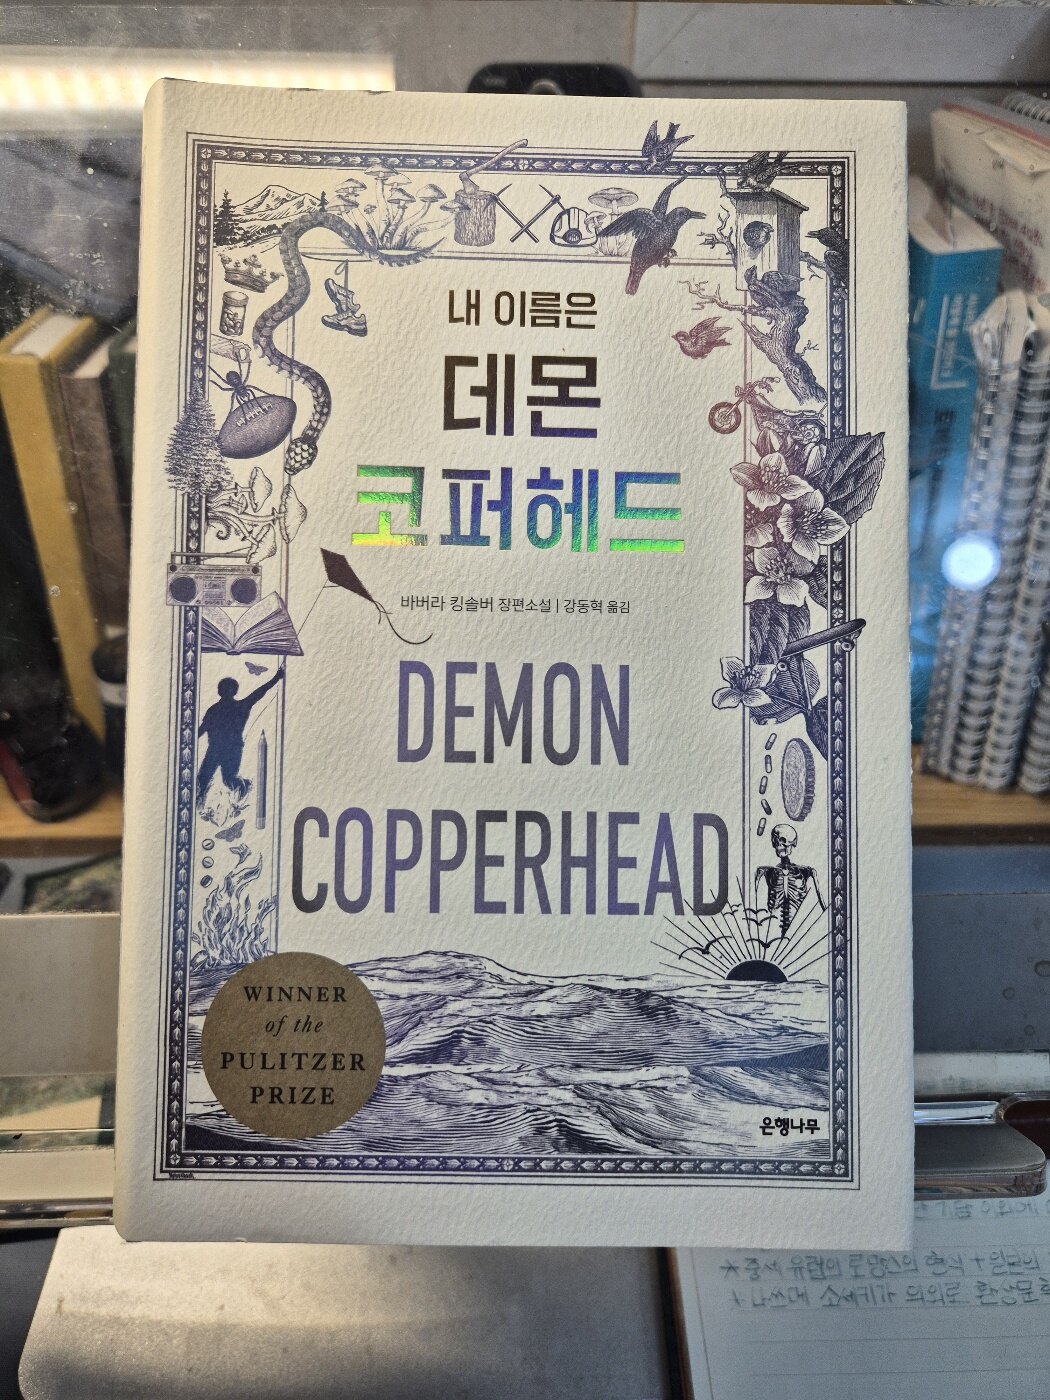 내 이름은
데몬
코퍼헤드
바버라 킹솔버 장편소설 | 강동혁 옮김
DEMON
COPPERHEAD
WINNER
of the
PULITZER
PRIZE
은행나무